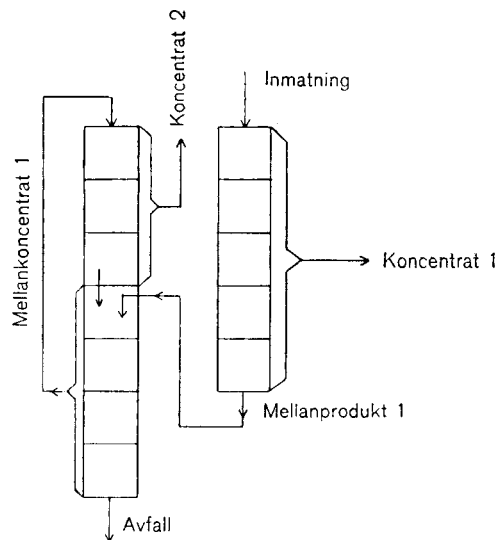 Koncentrat 2
Inmatning
Mellankoncentrat 1
Koncentrat 1
Mellanprodukt 1
Avfall